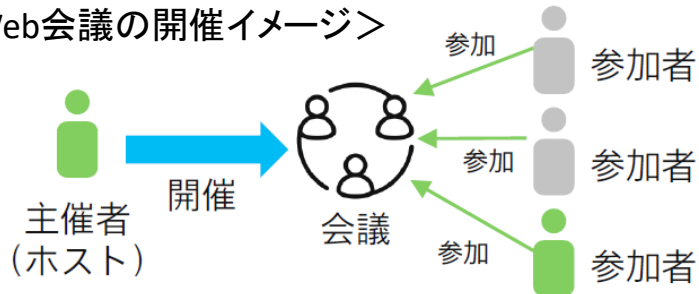 eb会議の開催イメージ＞
参加
参加者
参加
参加者
開催
主催者
（ホスト）
会議
参加
参加者